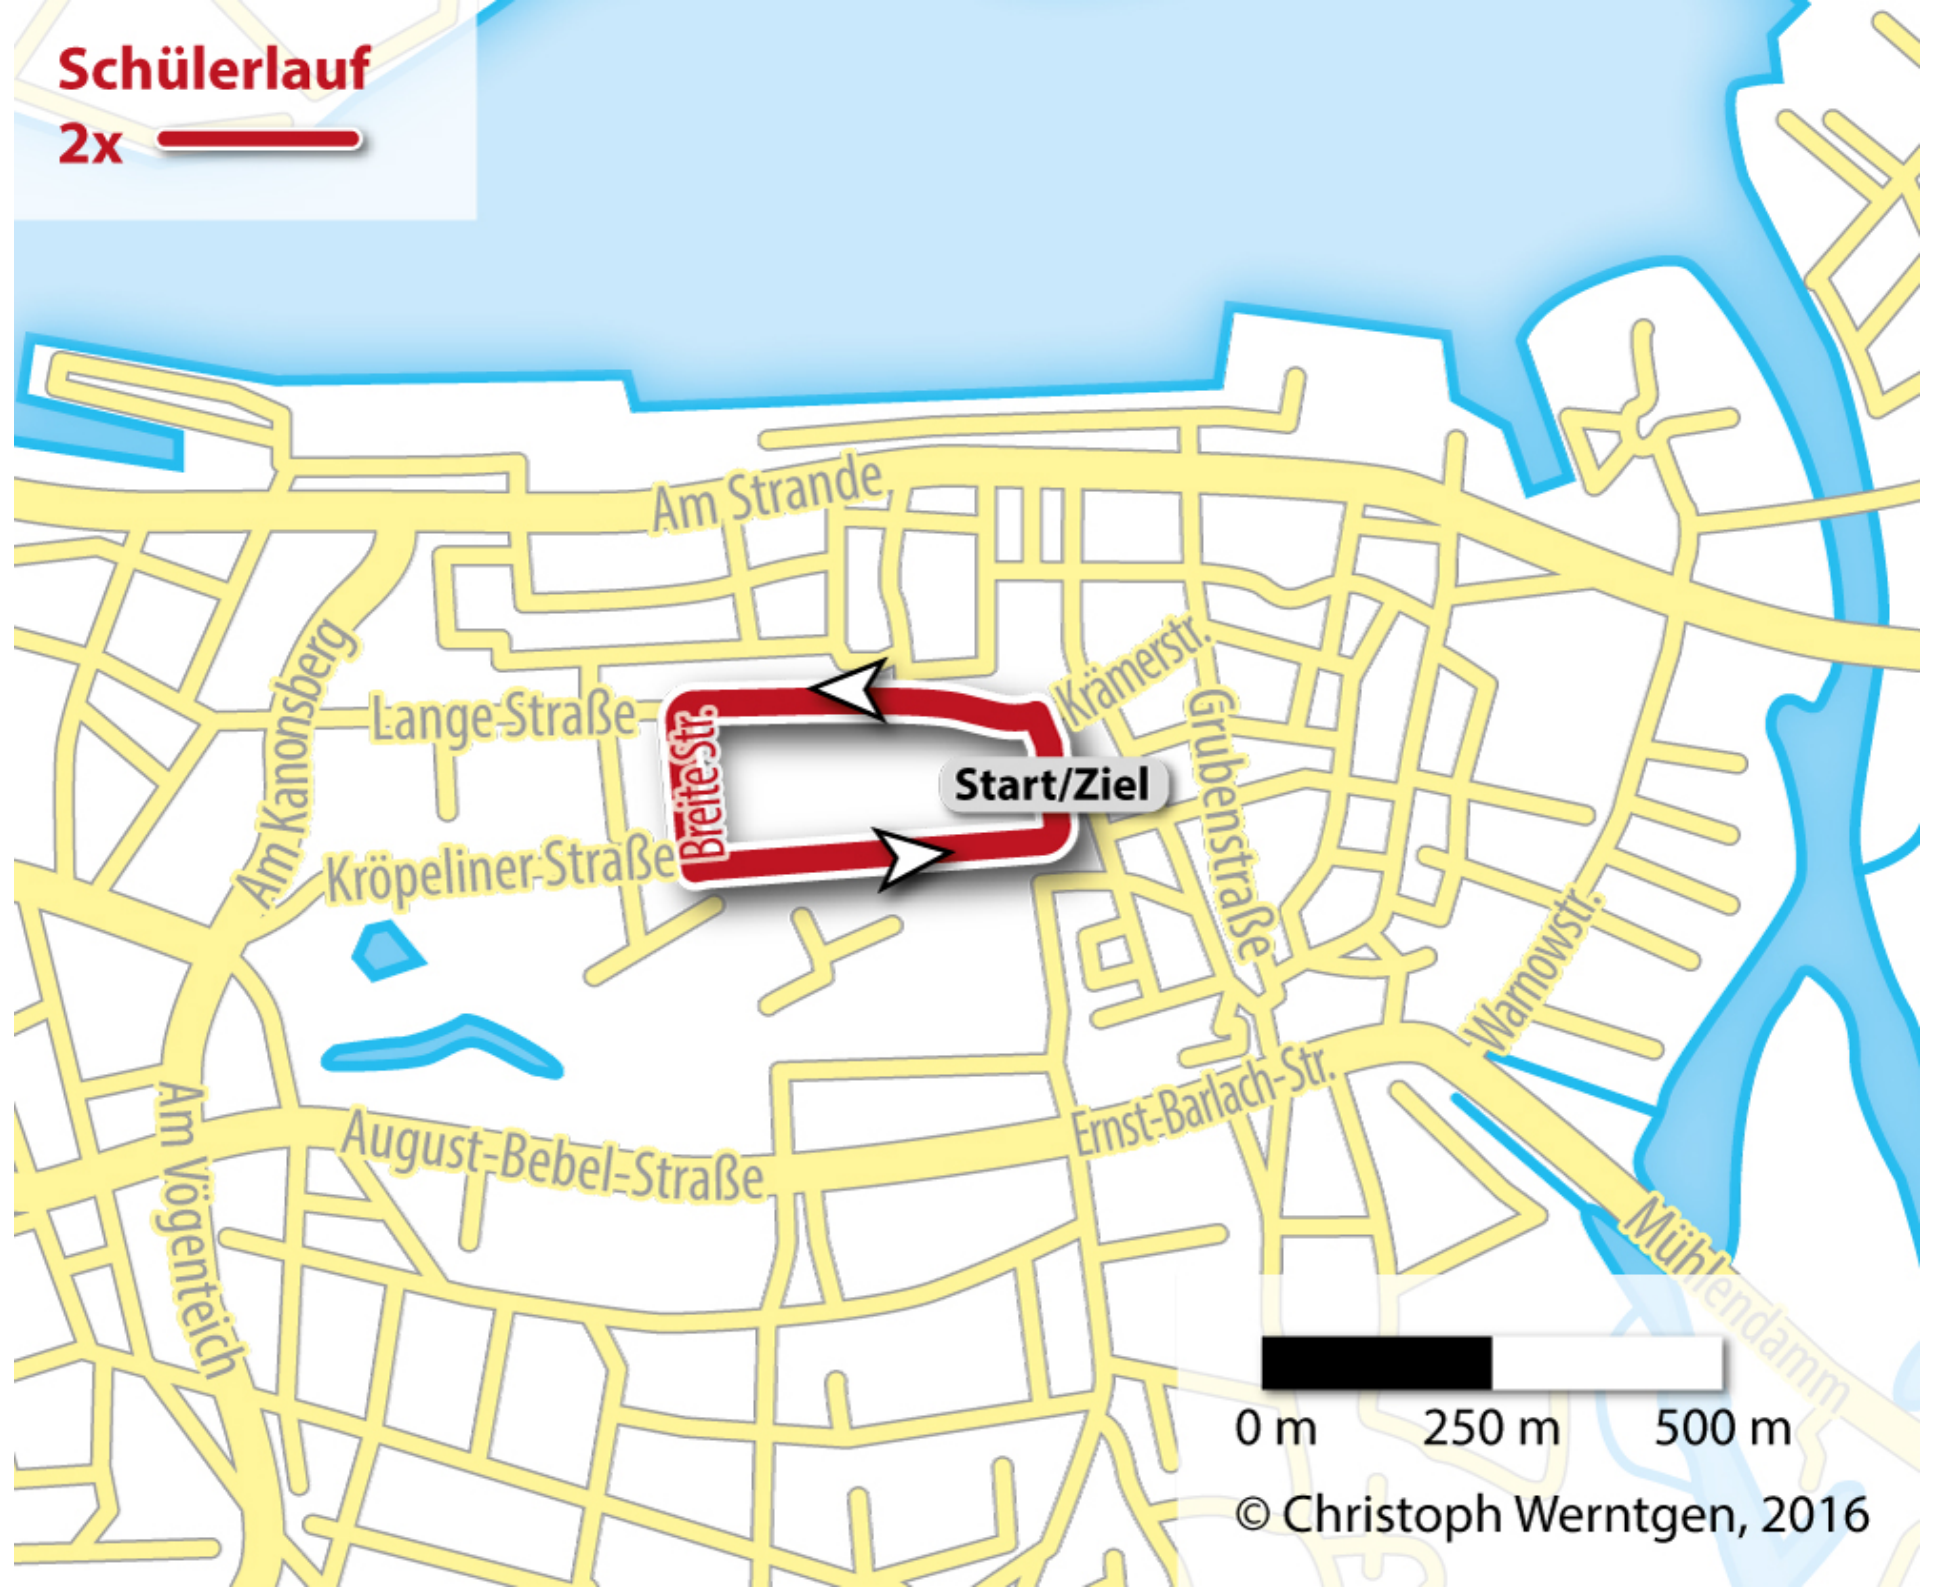 Schülerlauf
2x
Am Strande
Krämerstr.
Am Kanonsberg
Lange Straße
Breite Str.
Grubenstraße
Start/Ziel
Kröpeliner Straße
Warnowstr.
Ernst-Barlach-Str.
Am Vögenteich
August-Bebel-Straße
Mühlendamm
0 m 250 m 500 m
© Christoph Werntgen, 2016